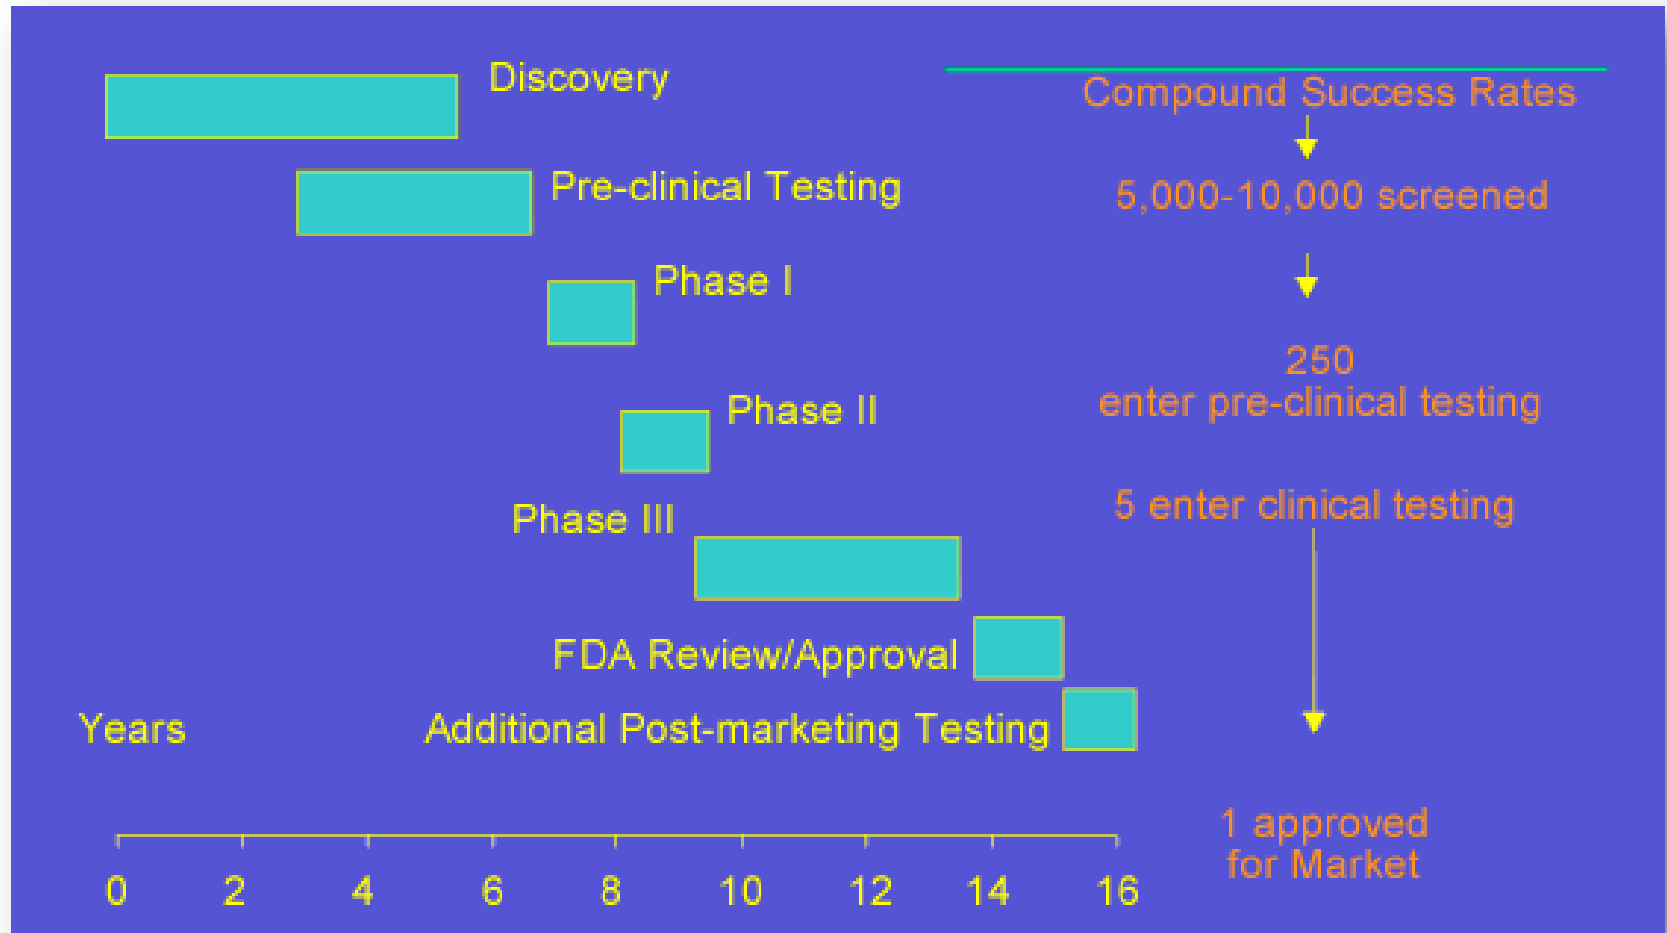 Discovery
Compound Success Rates
Pre-clinical Testing
5,000-10,000 screened
Phase I
250
enter pre-clinical testing
Phase II
5 enter clinical testing
Phase III
FDA Review/Approval
Years
Additional Post-marketing Testing
1 approved
for Market
0 2 4 6 8 10 12 14 16